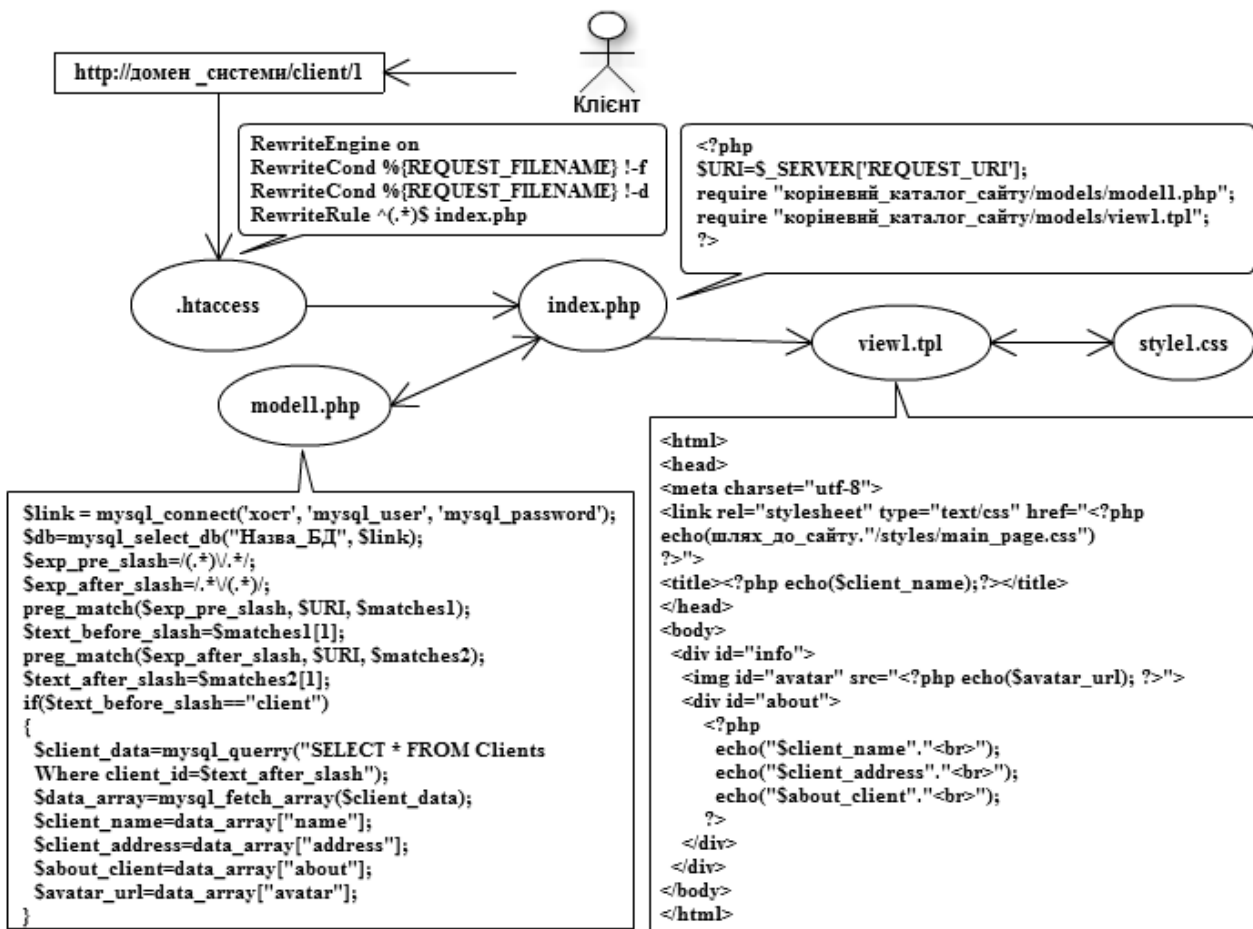 http://домен _системи/client/1
Клієнт
RewriteEngine on
RewriteCond %{REQUEST_FILENAME} !-f
RewriteCond %{REQUEST_FILENAME} !-d
RewriteRule ^(.*)$ index.php
<?php
$URI=$_SERVER['REQUEST_URI'];
require "коріневий_каталог_сайту/models/model1.php";
require "коріневий_каталог_сайту/models/view1.tpl";
?>
.htaccess
index.php
view1.tpl
style1.css
model1.php
$link = mysql_connect('хост', 'mysql_user', 'mysql_password');
$db=mysql_select_db("Назва_БД", $link);
$exp_pre_slash=/(.*)\/.*/;
$exp_after_slash=/.*\/(.*)/;
preg_match($exp_pre_slash, $URI, $matches1);
$text_before_slash=$matches1[1];
preg_match($exp_after_slash, $URI, $matches2);
$text_after_slash=$matches2[1];
if($text_before_slash=="client")
{
$client_data=mysql_querry("SELECT * FROM Clients
Where client_id=$text_after_slash");
$data_array=mysql_fetch_array($client_data);
$client_name=data_array["name"];
$client_address=data_array["address"];
$about_client=data_array["about"];
$avatar_url=data_array["avatar"];
}
<html>
<head>
<meta charset="utf-8">
<link rel="stylesheet" type="text/css" href="<?php
echo(шлях_до_сайту."/styles/main_page.css")
?>">
<title><?php echo($client_name);?></title>
</head>
<body>
<div id="info">
<img id="avatar" src="<?php echo($avatar_url); ?>">
<div id="about">
<?php
echo("$client_name"."<br>");
echo("$client_address"."<br>");
echo("$about_client"."<br>");
?>
</div>
</div>
</body>
</html>